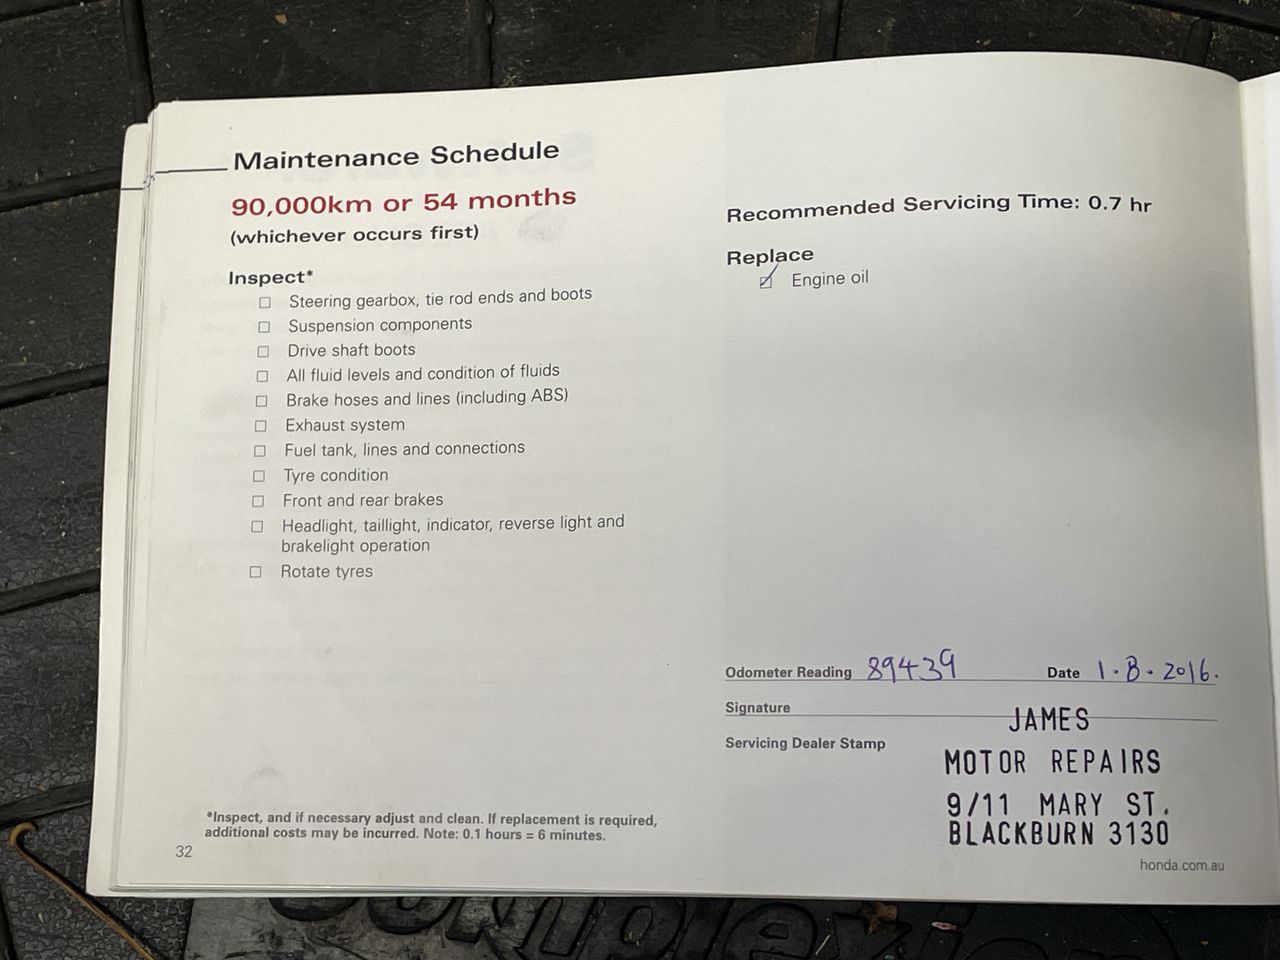 Maintenance Schedule
90,000km or 54 months
(whichever occurs first)
Inspect*
☐ Steering gearbox, tie rod ends and boots
☐ Suspension components
☐ Drive shaft boots
☐ All fluid levels and condition of fluids
☐ Brake hoses and lines (including ABS)
☐ Exhaust system
☐ Fuel tank, lines and connections
☐ Tyre condition
☐ Front and rear brakes
☐ Headlight, taillight, indicator, reverse light and
brakelight operation
☐ Rotate tyres
*Inspect, and if necessary adjust and clean. If replacement is required,
additional costs may be incurred. Note: 0.1 hours = 6 minutes.
32
Recommended Servicing Time: 0.7 hr
Replace
☑ Engine oil
Odometer Reading 89439 Date 1·8·2016.
Signature
Servicing Dealer Stamp
JAMES
MOTOR REPAIRS
9/11 MARY ST.
BLACKBURN 3130
honda.com.au